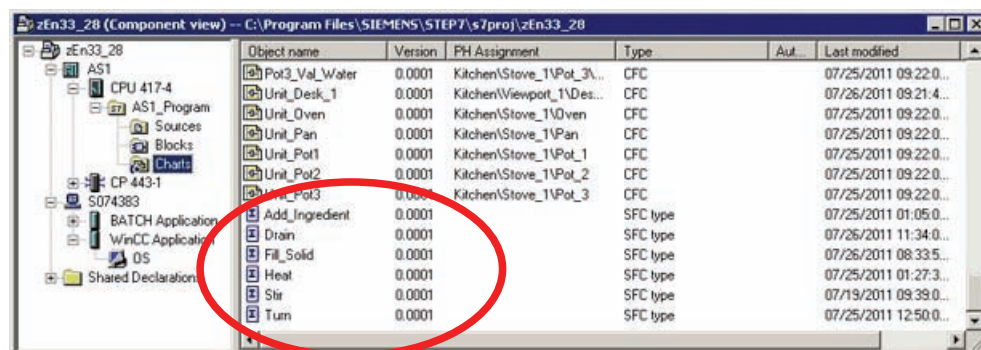 zEn33_28 (Component view) -- C:\Program Files\SIEMENS\STEP7\s7proj\zEn33_28
zEn33_28
AS1
CPU 417-4
AS1_Program
Sources
Blocks
Charts
CP 443-1
S074383
BATCH Application
WinCC Application
OS
Shared Declarations
Object name Version PH Assignment Type Aut... Last modified
Pot3_Val_Water 0.0001 Kitchen\Stove_1\Pot_3\... CFC 07/25/2011 09:22:0...
Unit_Desk_1 0.0001 Kitchen\Viewport_1\Des... CFC 07/26/2011 09:21:4...
Unit_Oven 0.0001 Kitchen\Stove_1\Oven CFC 07/25/2011 09:22:0...
Unit_Pan 0.0001 Kitchen\Stove_1\Pan CFC 07/25/2011 09:22:0...
Unit_Pot1 0.0001 Kitchen\Stove_1\Pot_1 CFC 07/25/2011 09:22:0...
Unit_Pot2 0.0001 Kitchen\Stove_1\Pot_2 CFC 07/25/2011 09:22:0...
Unit_Pot3 0.0001 Kitchen\Stove_1\Pot_3 CFC 07/25/2011 09:22:0...
Add_Ingredient 0.0001 SFC type 07/25/2011 01:05:0...
Drain 0.0001 SFC type 07/26/2011 11:34:0...
Fill_Solid 0.0001 SFC type 07/26/2011 08:33:5...
Heat 0.0001 SFC type 07/25/2011 01:27:3...
Stir 0.0001 SFC type 07/19/2011 09:39:0...
Turn 0.0001 SFC type 07/25/2011 12:50:0...